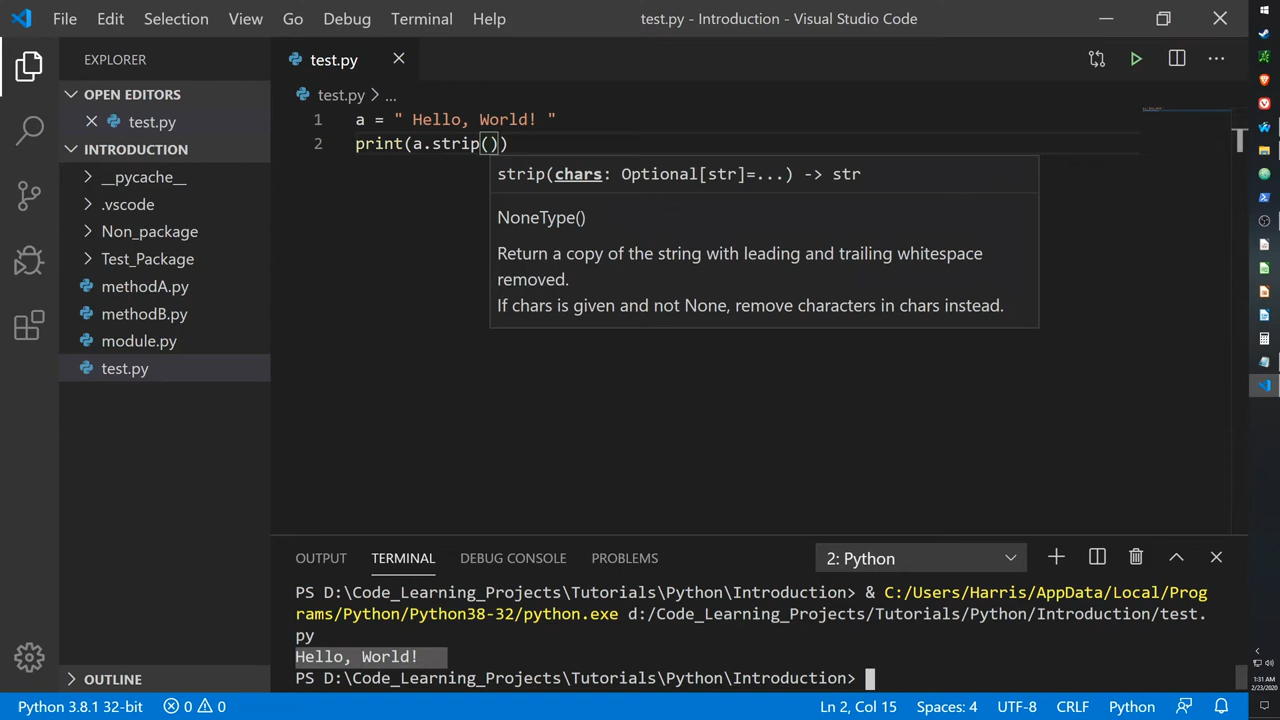 File Edit Selection View Go Debug Terminal Help test.py - Introduction - Visual Studio Code
EXPLORER
OPEN EDITORS
test.py
INTRODUCTION
__pycache__
.vscode
Non_package
Test_Package
methodA.py
methodB.py
module.py
test.py
OUTLINE
test.py
test.py > ...
1 a = " Hello, World! "
2 print(a.strip())
strip(chars: Optional[str]=...) -> str
NoneType()
Return a copy of the string with leading and trailing whitespace
removed.
If chars is given and not None, remove characters in chars instead.
OUTPUT TERMINAL DEBUG CONSOLE PROBLEMS 2: Python
PS D:\Code_Learning_Projects\Tutorials\Python\Introduction> & C:/Users/Harris/AppData/Local/Prog
rams/Python/Python38-32/python.exe d:/Code_Learning_Projects/Tutorials/Python/Introduction/test.
py
Hello, World!
PS D:\Code_Learning_Projects\Tutorials\Python\Introduction>
Python 3.8.1 32-bit 0 0 Ln 2, Col 15 Spaces: 4 UTF-8 CRLF Python
1:31 AM
2/23/2020